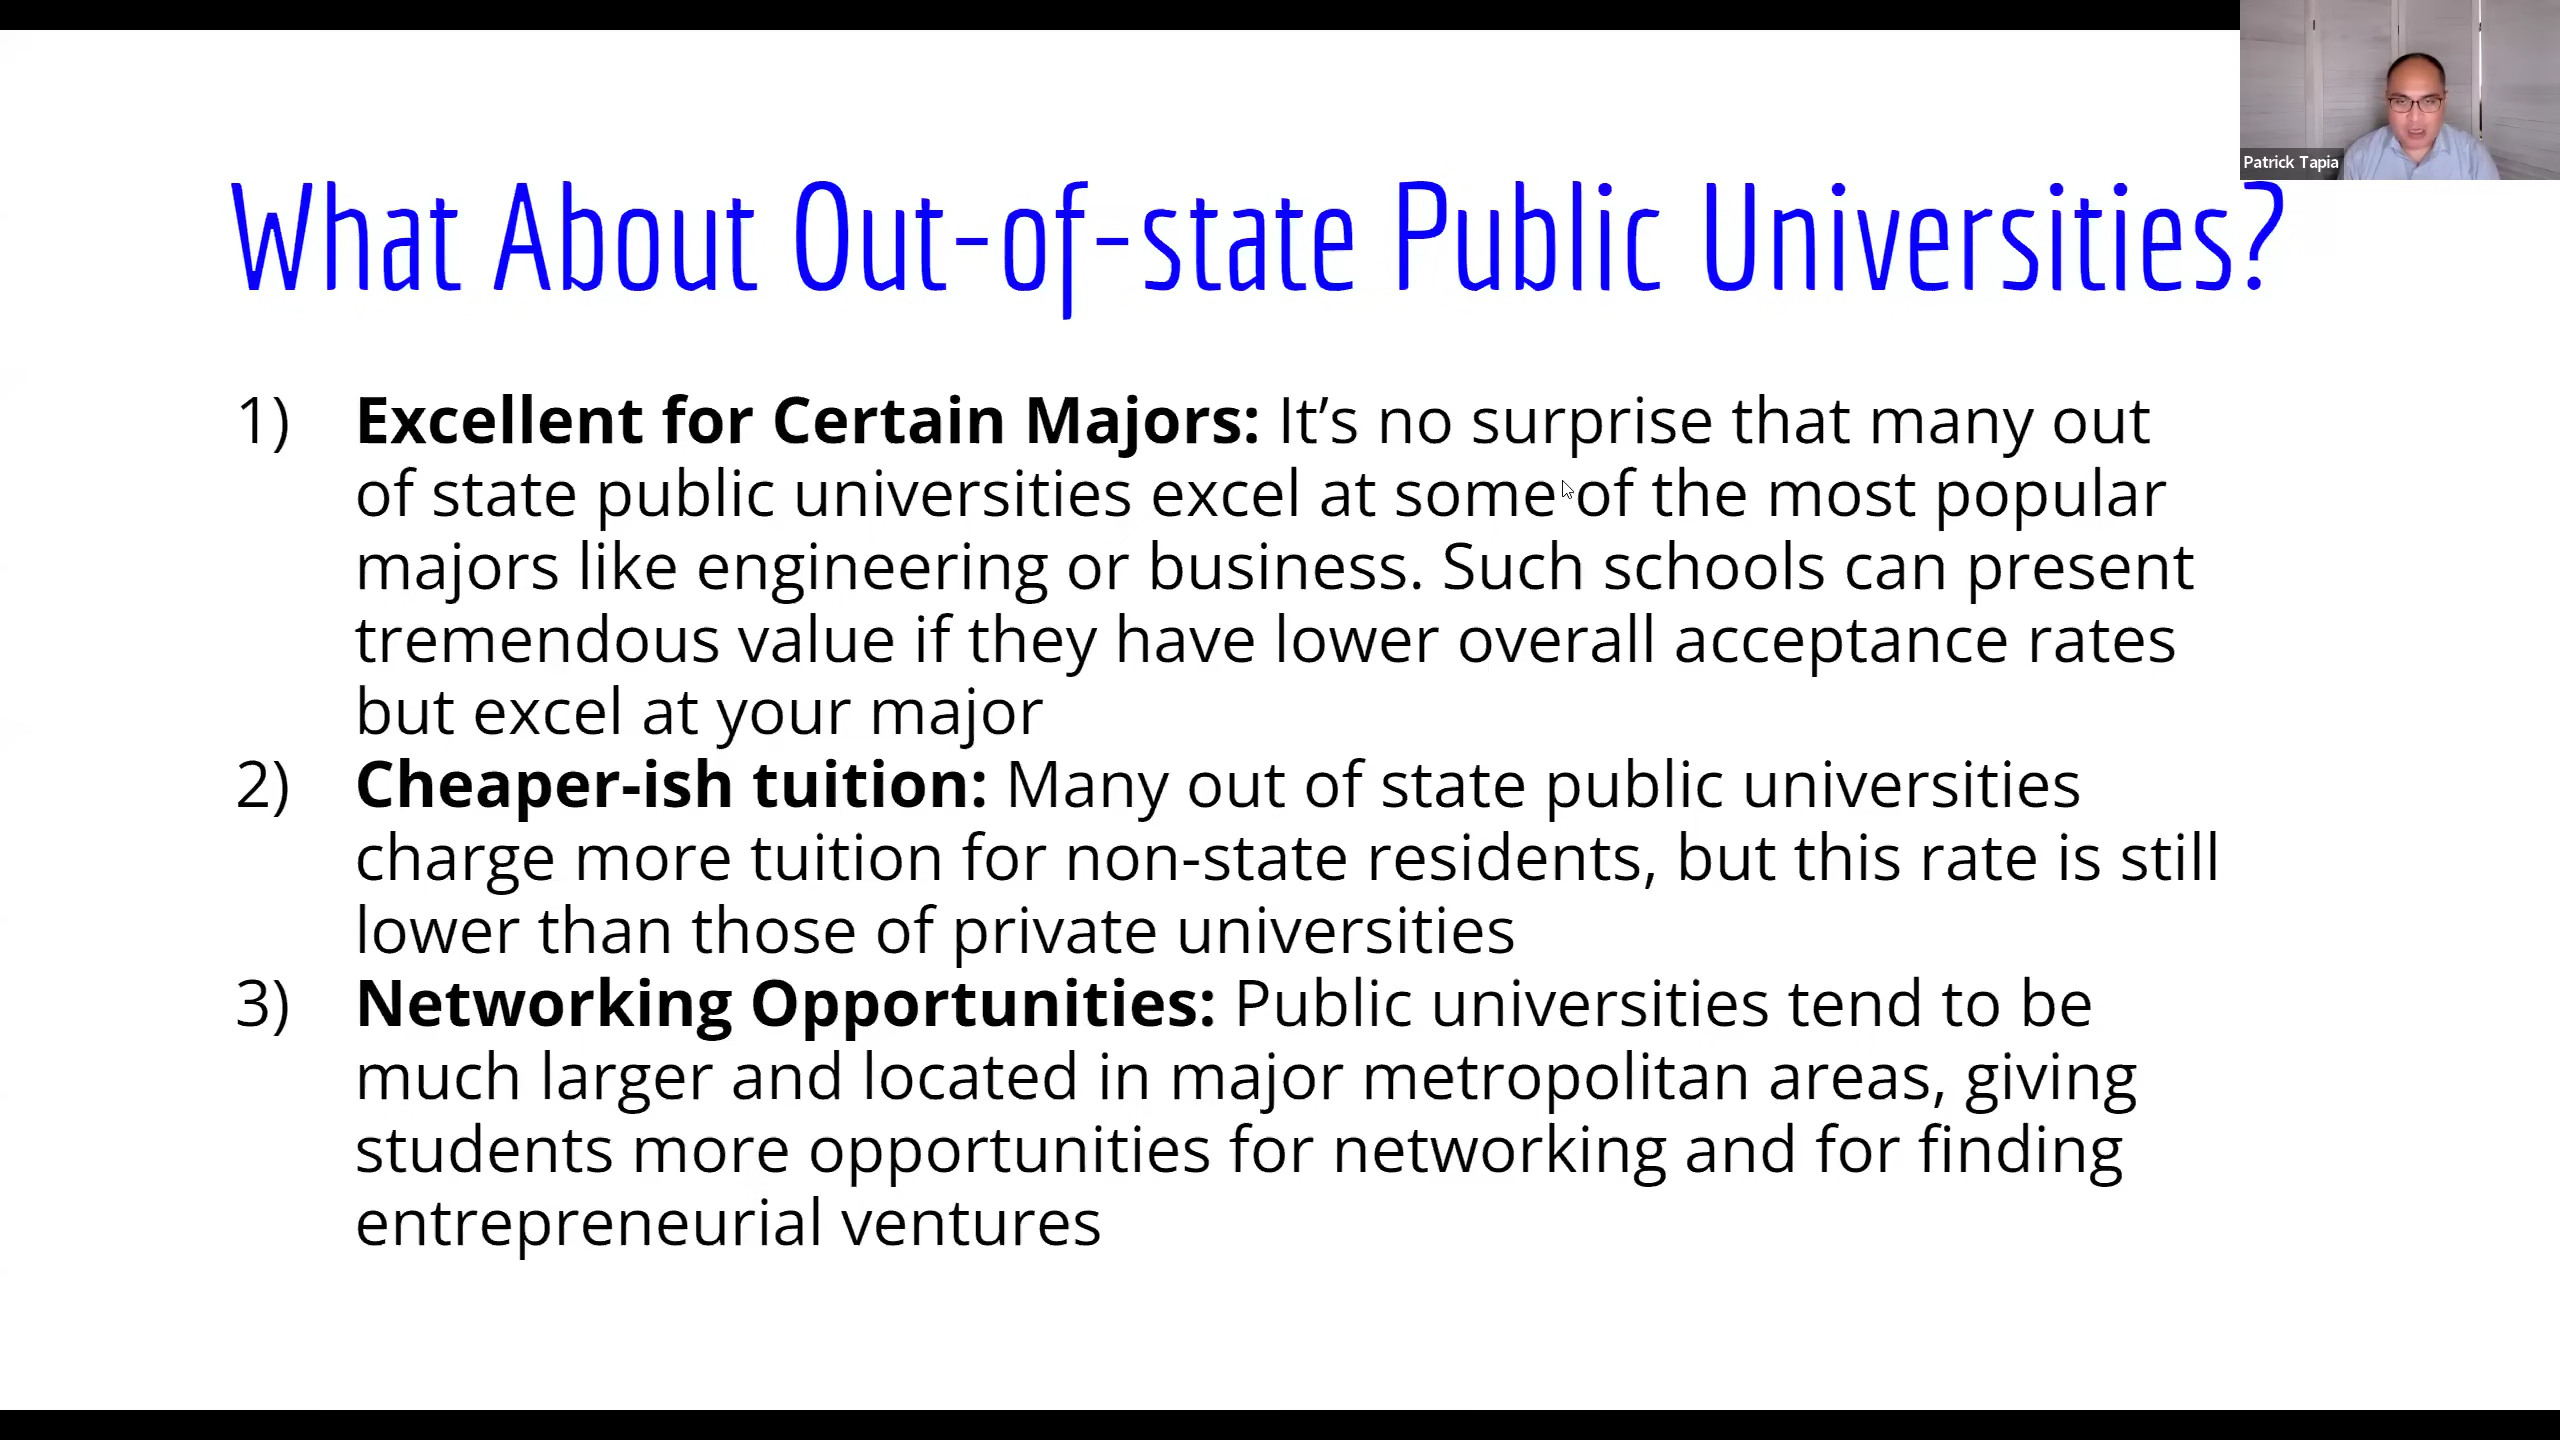 Patrick Tapia
What About Out-of-state Public Universities?
1) Excellent for Certain Majors: It’s no surprise that many out
of state public universities excel at some of the most popular
majors like engineering or business. Such schools can present
tremendous value if they have lower overall acceptance rates
but excel at your major
2) Cheaper-ish tuition: Many out of state public universities
charge more tuition for non-state residents, but this rate is still
lower than those of private universities
3) Networking Opportunities: Public universities tend to be
much larger and located in major metropolitan areas, giving
students more opportunities for networking and for finding
entrepreneurial ventures